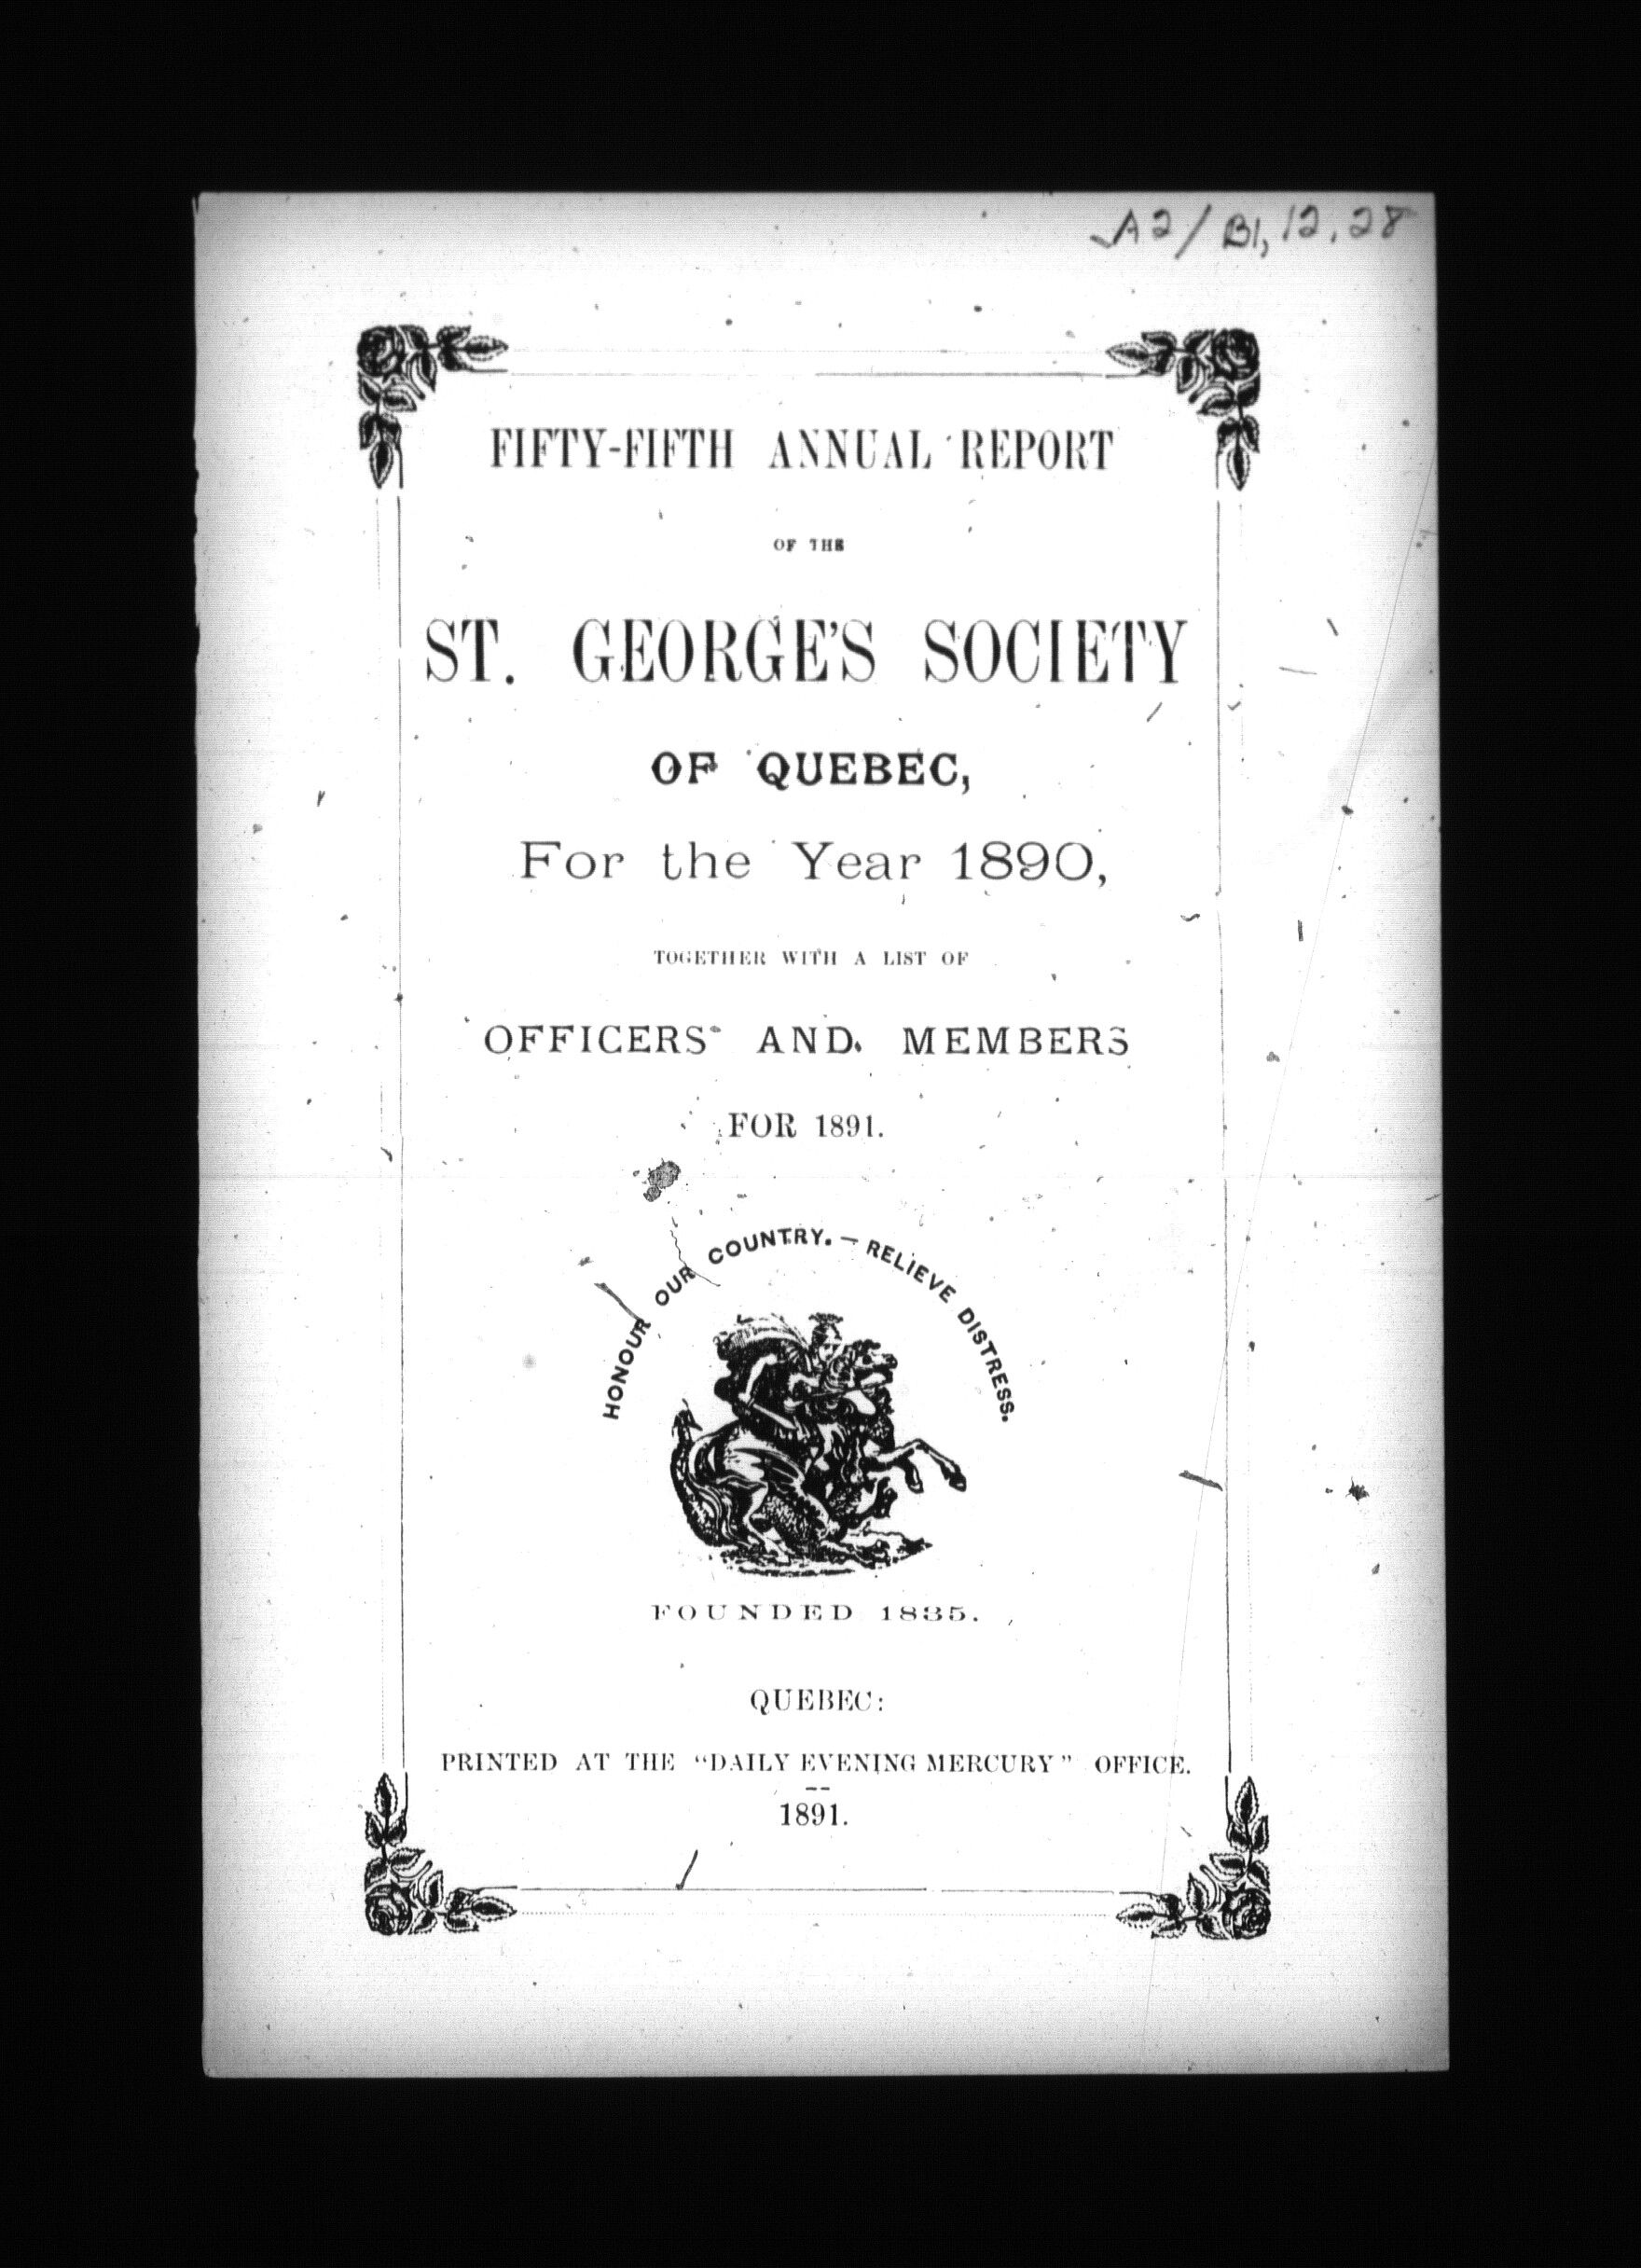 A2/B1,12.28
FIFTY-FIFTH ANNUAL REPORT
OF THE
ST. GEORGE'S SOCIETY
OF QUEBEC,
For the Year 1890,
TOGETHER WITH A LIST OF
OFFICERS AND MEMBERS
FOR 1891.
HONOUR OUR COUNTRY. — RELIEVE DISTRESS.
FOUNDED 1835.
QUEBEC:
PRINTED AT THE “DAILY EVENING MERCURY” OFFICE.
1891.